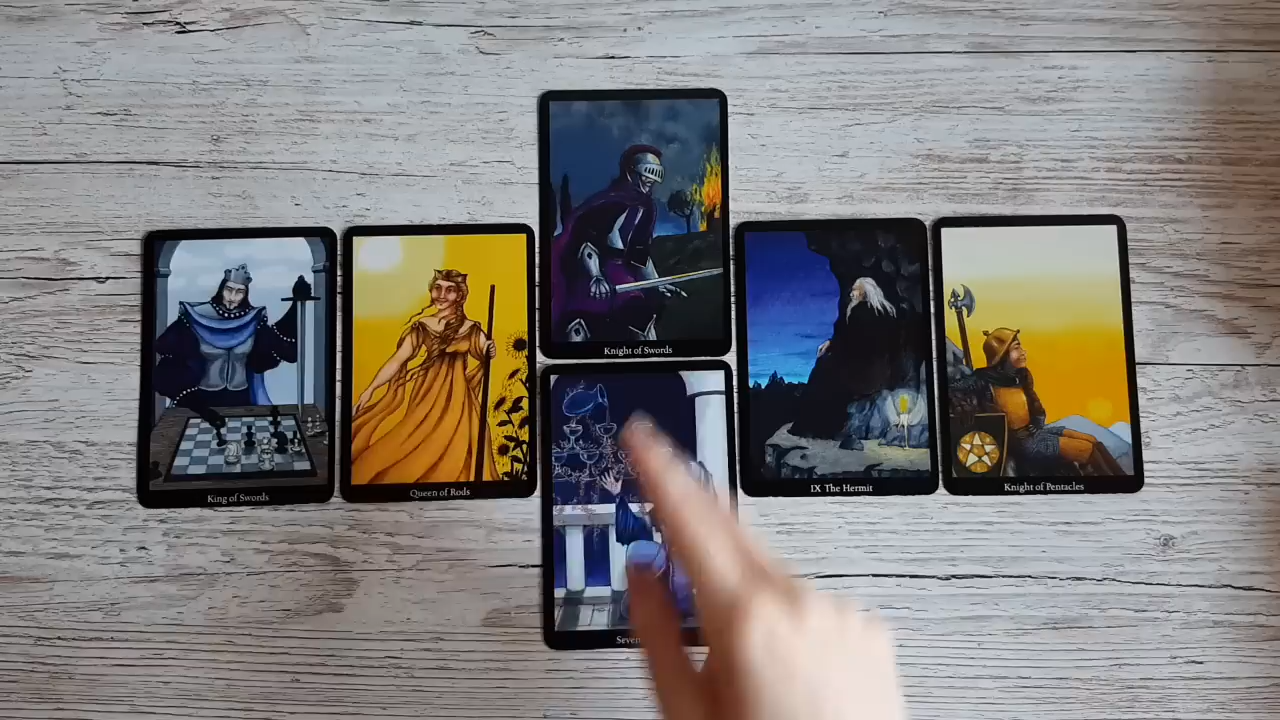 Knight of Swords
King of Swords
Queen of Rods
IX The Hermit
Knight of Pentacles